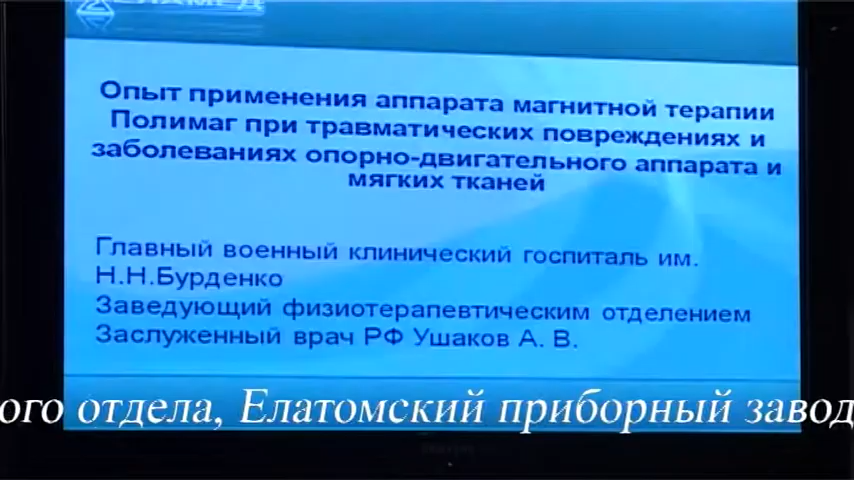 ЕЛАМЕД
Опыт применения аппарата магнитной терапии
Полимаг при травматических повреждениях и
заболеваниях опорно-двигательного аппарата и
мягких тканей
Главный военный клинический госпиталь им.
Н.Н.Бурденко
Заведующий физиотерапевтическим отделением
Заслуженный врач РФ Ушаков А. В.
ого отдела, Елатомский приборный завод